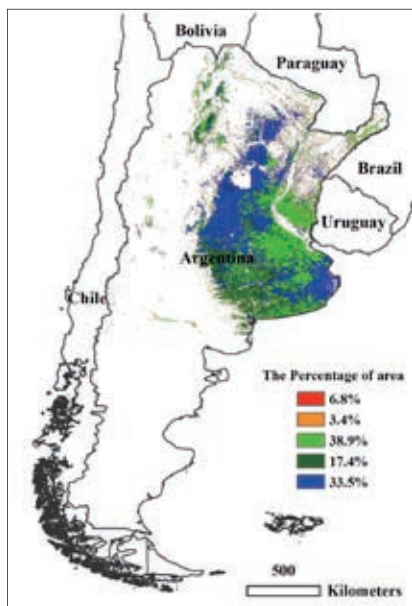 Bolivia
Paraguay
Brazil
Uruguay
Argentina
Chile
The Percentage of area
6.8%
3.4%
38.9%
17.4%
33.5%
500
Kilometers